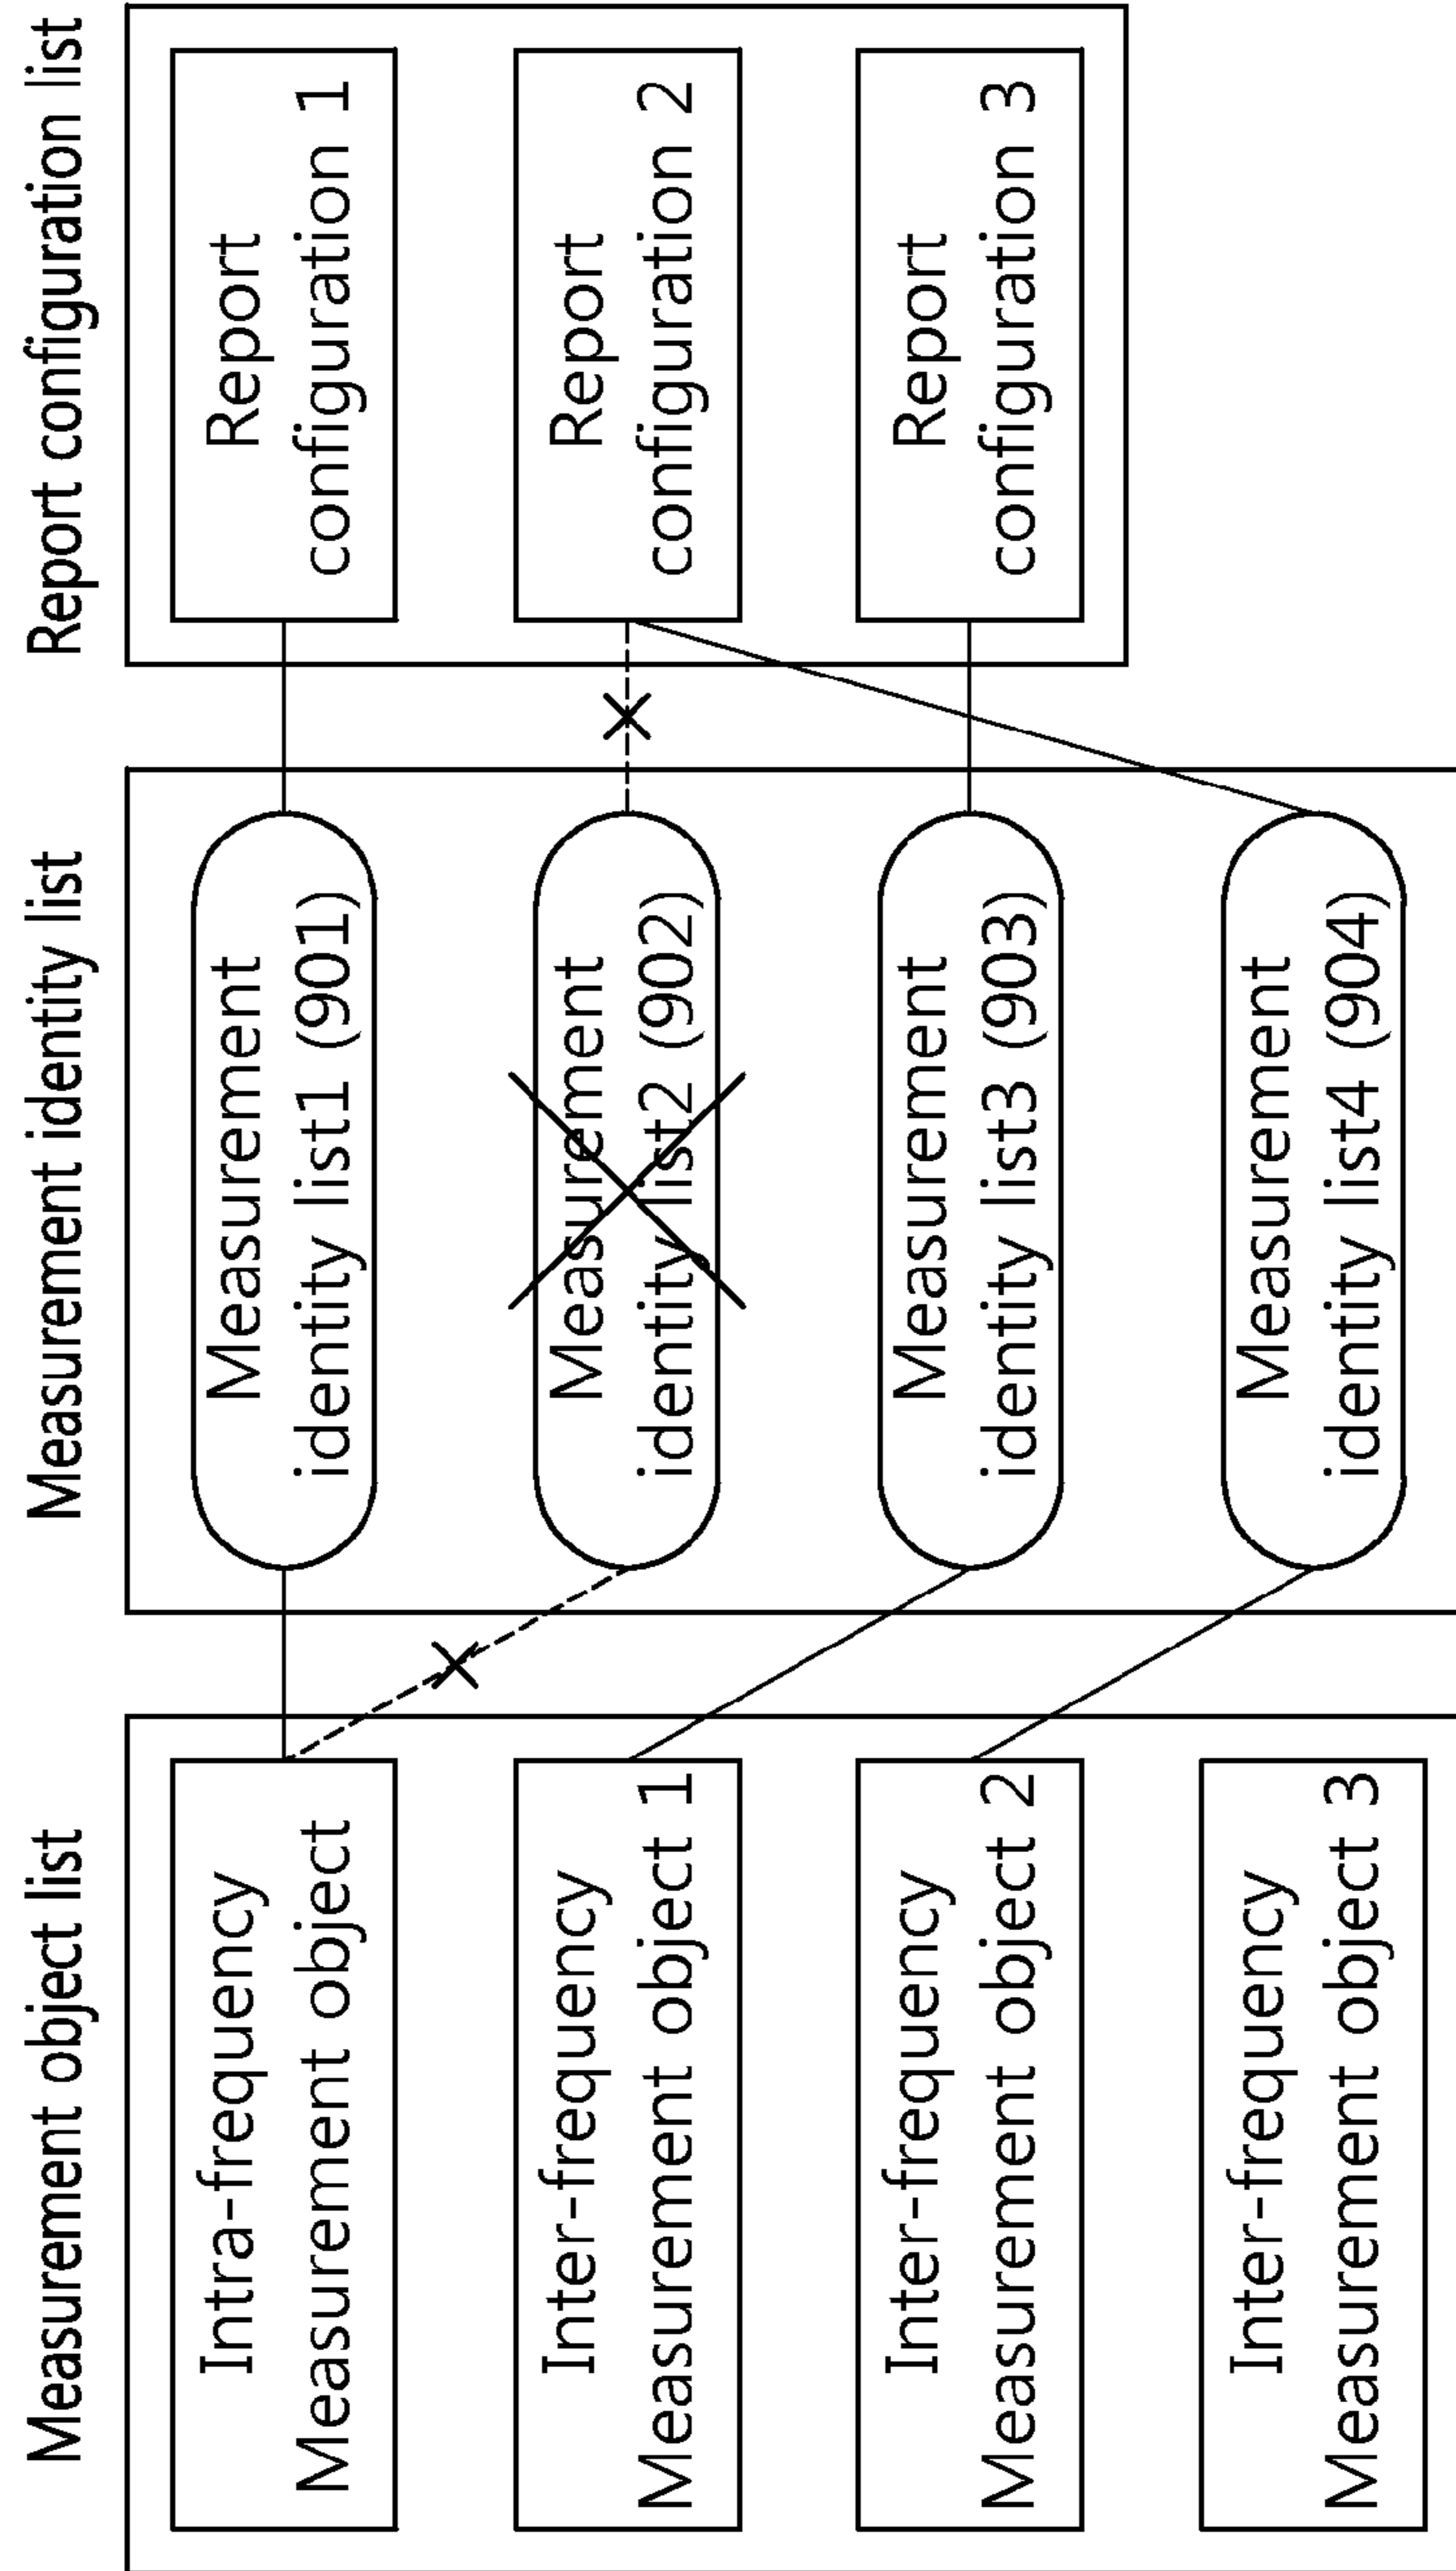 Measurement object list
Measurement identity list
Report configuration list
Intra-frequency
Measurement object
Inter-frequency
Measurement object 1
Inter-frequency
Measurement object 2
Inter-frequency
Measurement object 3
Measurement
identity list1 (901)
Measurement
identity list2 (902)
Measurement
identity list3 (903)
Measurement
identity list4 (904)
Report
configuration 1
Report
configuration 2
Report
configuration 3